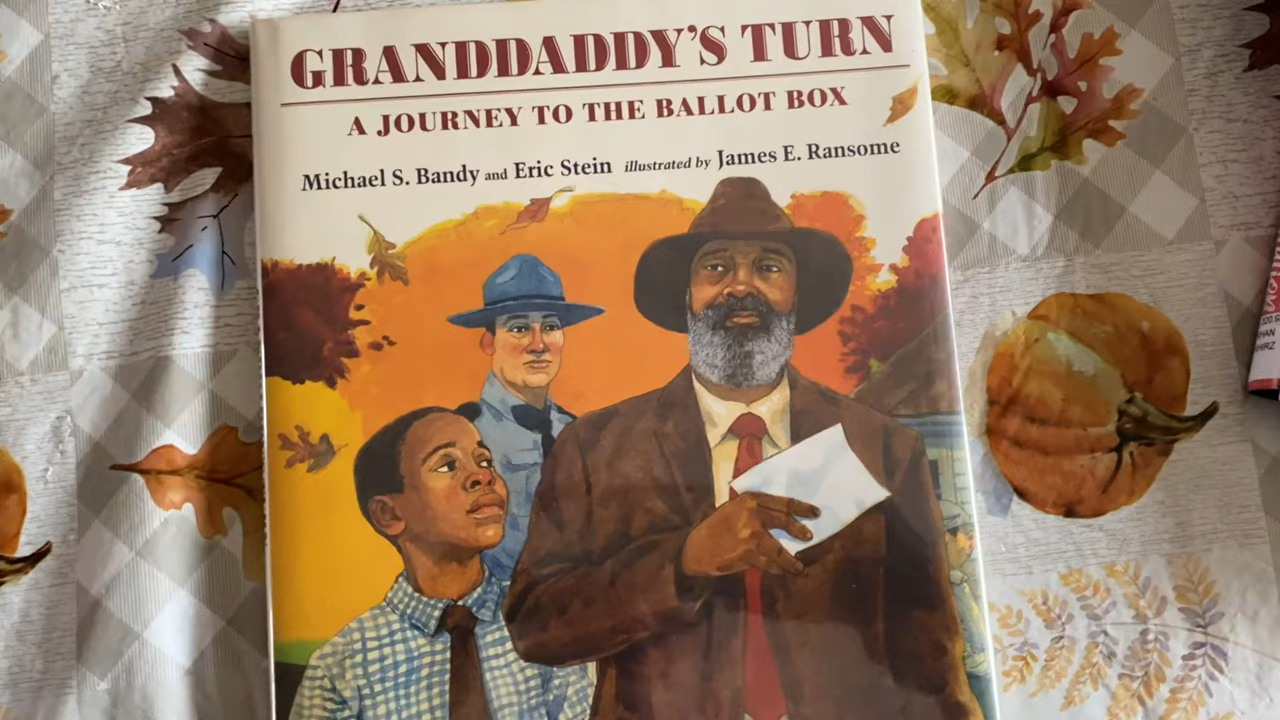 GRANDDADDY'S TURN
A JOURNEY TO THE BALLOT BOX
Michael S. Bandy and Eric Stein illustrated by James E. Ransome